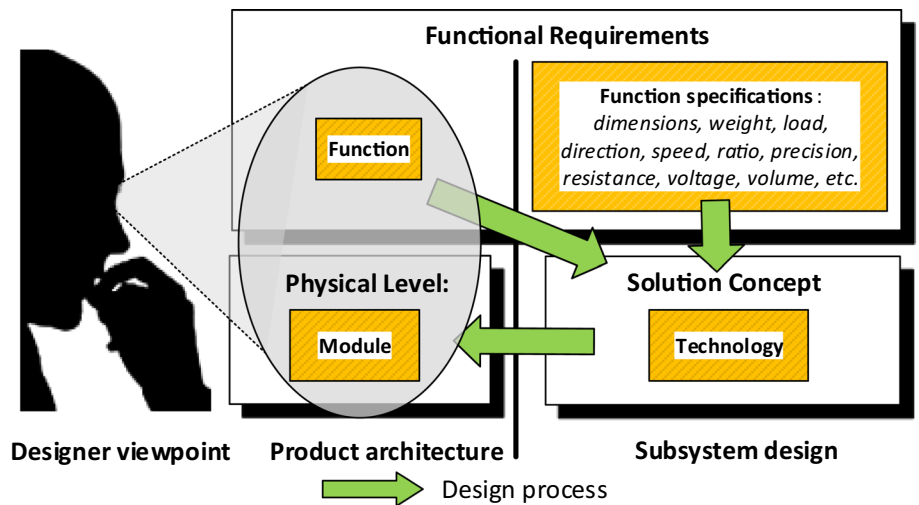 Functional Requirements
Function specifications :
dimensions, weight, load,
direction, speed, ratio, precision,
resistance, voltage, volume, etc.
Function
Physical Level:
Module
Solution Concept
Technology
Designer viewpoint
Product architecture
Subsystem design
Design process